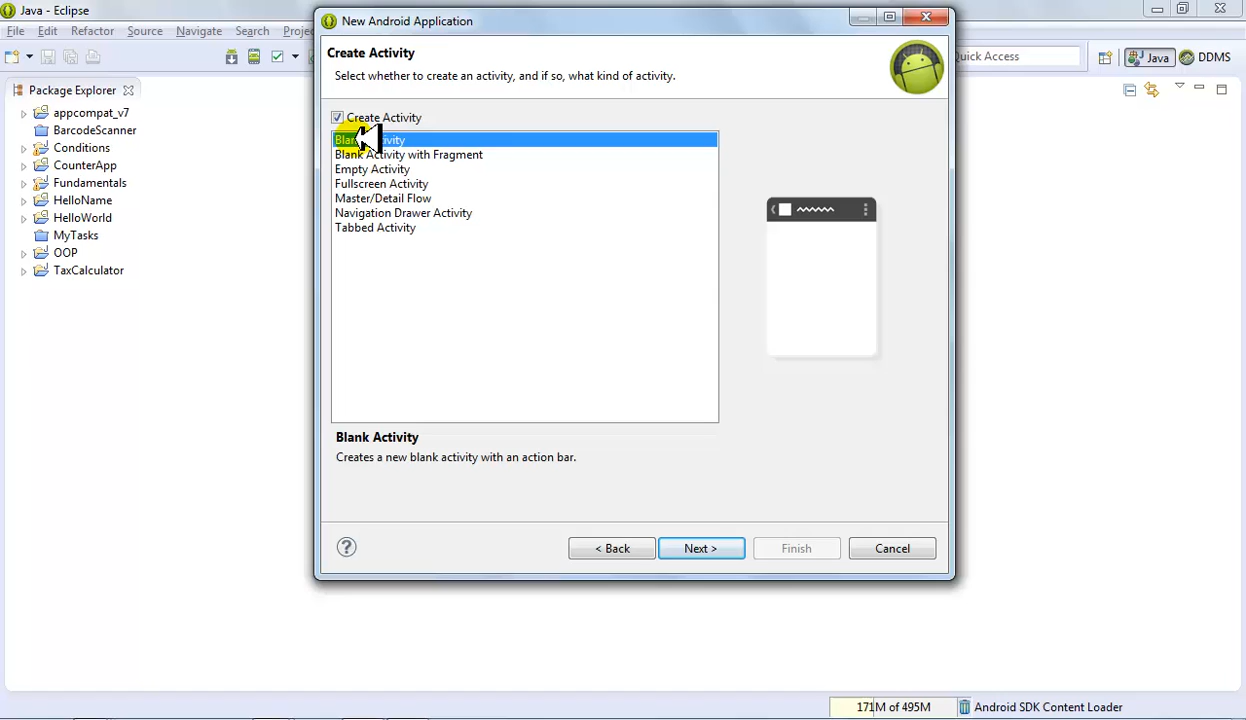 Java - Eclipse
New Android Application
File Edit Refactor Source Navigate Search
Create Activity
Select whether to create an activity, and if so, what kind of activity.
Quick Access
Java
DDMS
Package Explorer
appcompat_v7
BarcodeScanner
Conditions
CounterApp
Fundamentals
HelloName
HelloWorld
MyTasks
OOP
TaxCalculator
Create Activity
Blank Activity with Fragment
Empty Activity
Fullscreen Activity
Master/Detail Flow
Navigation Drawer Activity
Tabbed Activity
Blank Activity
Creates a new blank activity with an action bar.
?
< Back
Next >
Finish
Cancel
171M of 495M
Android SDK Content Loader